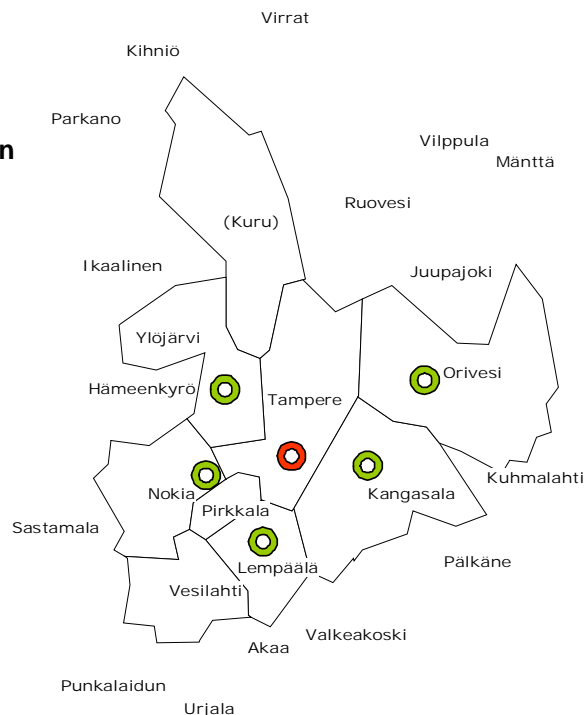 Virrat
Kihniö
Parkano
n
Vilppula
Mänttä
Ruovesi
(Kuru)
Ikaalinen
Juupajoki
Ylöjärvi
Orivesi
Hämeenkyrö
Tampere
Kuhmalahti
Nokia
Kangasala
Pirkkala
Sastamala
Pälkäne
Lempäälä
Vesilahti
Valkeakoski
Akaa
Punkalaidun
Urjala